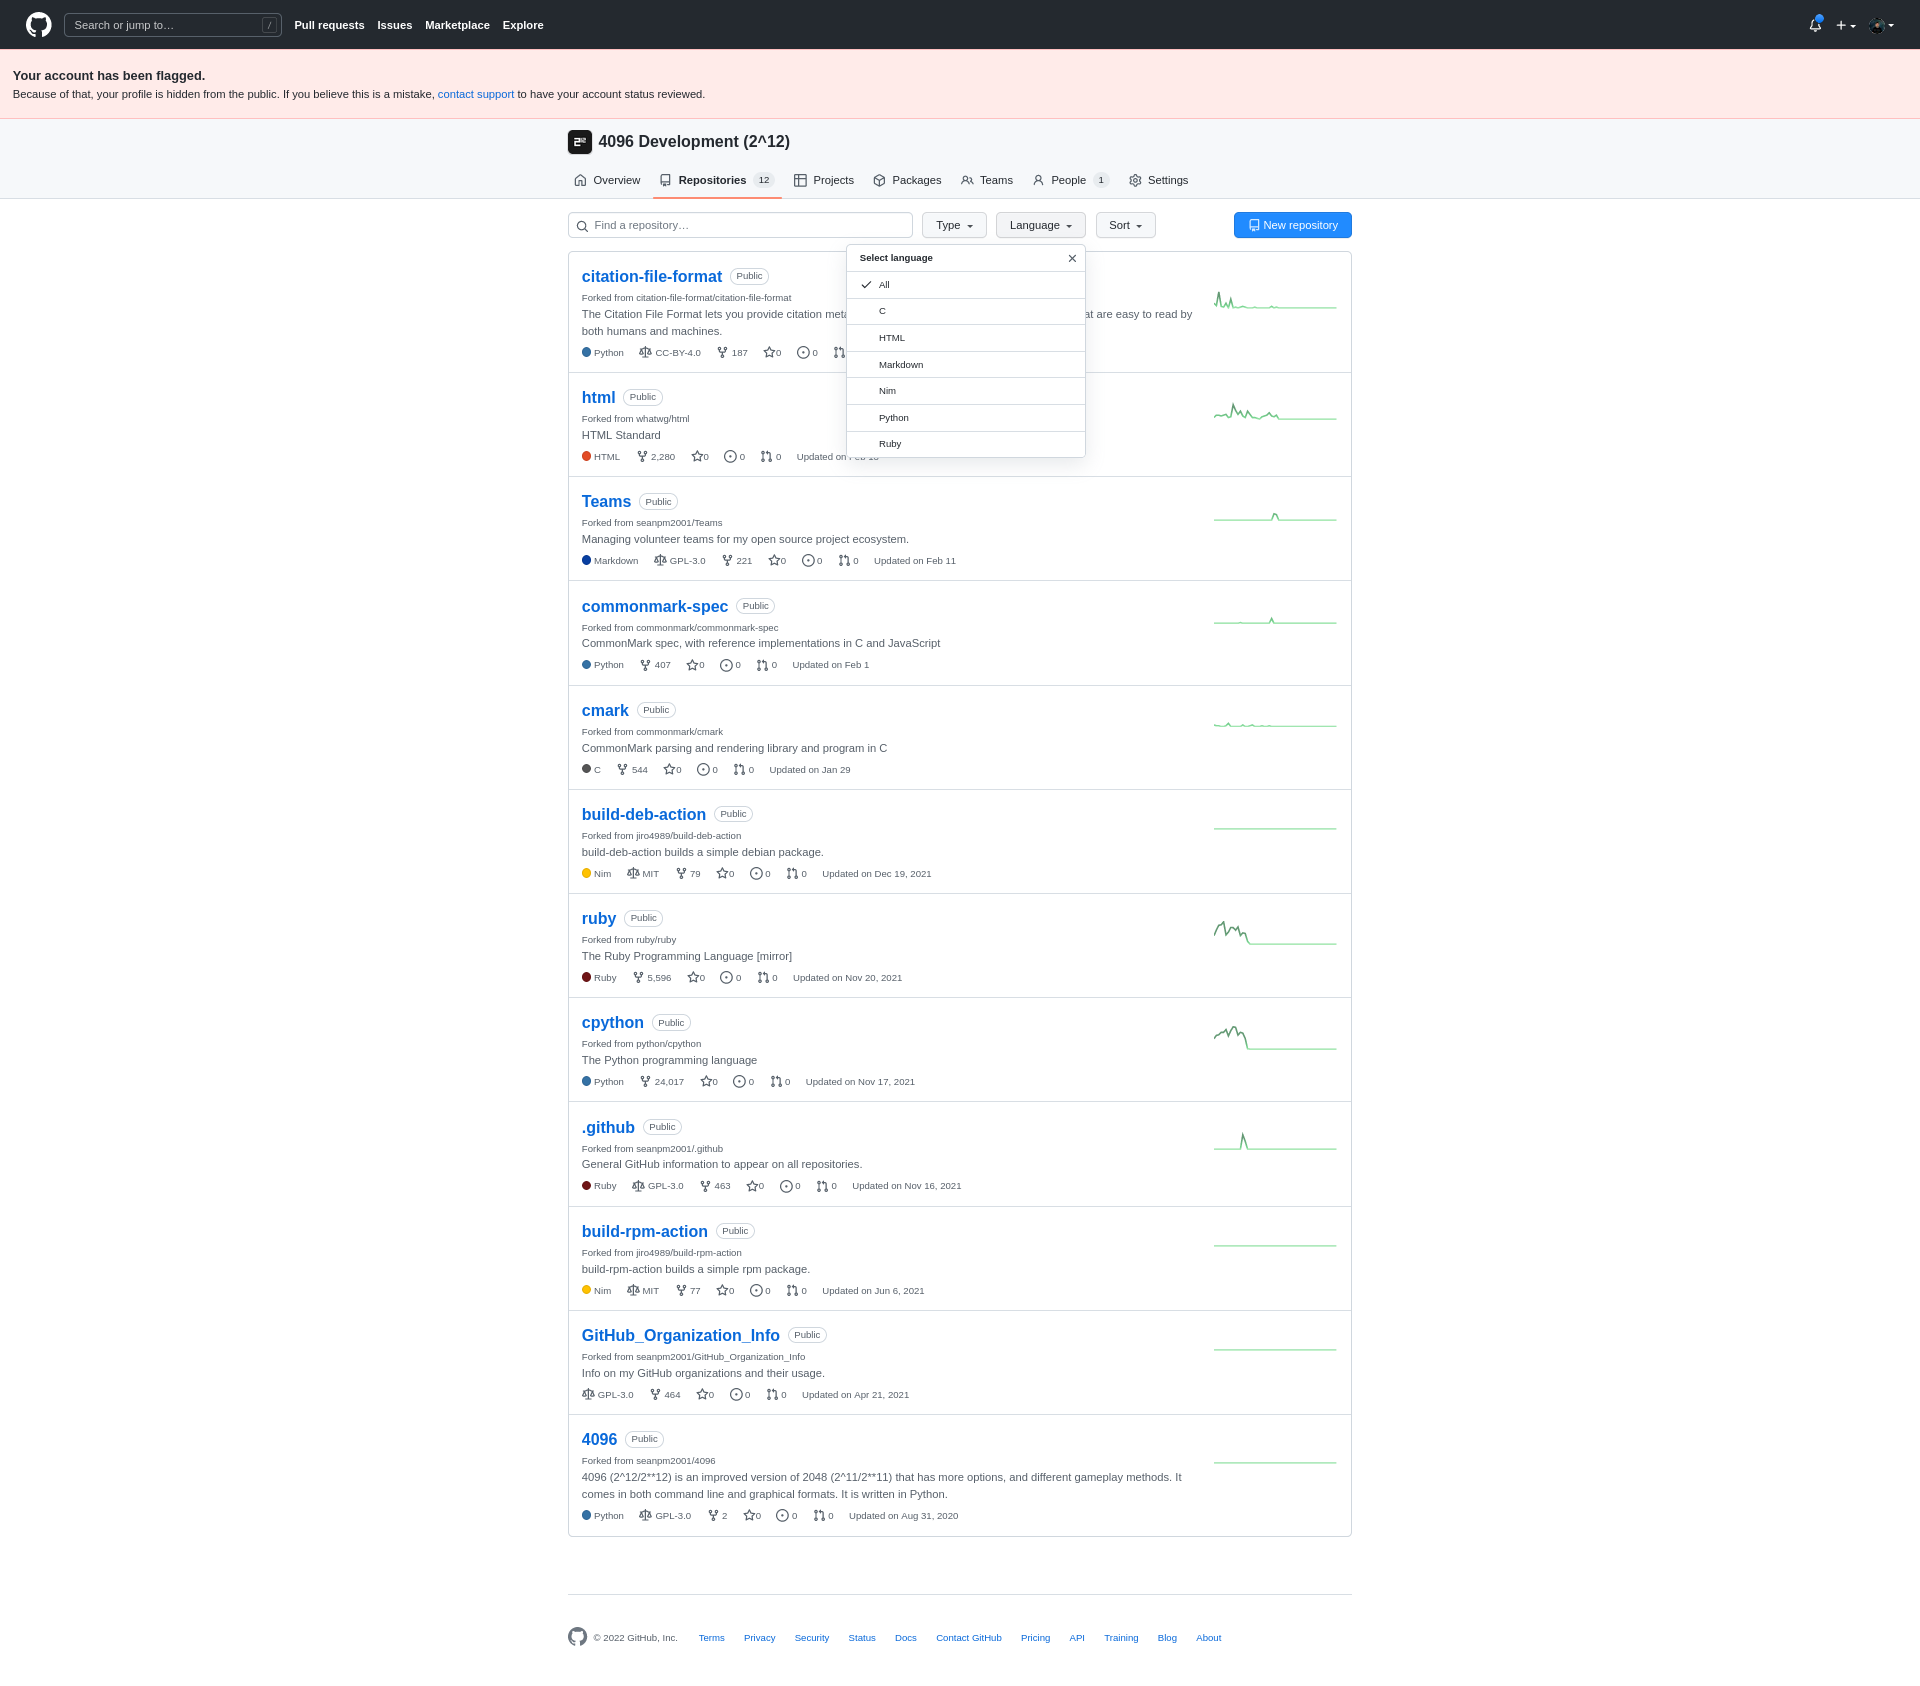 Search or jump to… /
Pull requests Issues Marketplace Explore
Your account has been flagged.
Because of that, your profile is hidden from the public. If you believe this is a mistake, contact support to have your account status reviewed.
4096 Development (2^12)
Overview Repositories 12 Projects Packages Teams People 1 Settings
Find a repository… Type Language Sort New repository
Select language
All
C
HTML
Markdown
Nim
Python
Ruby
citation-file-format Public
Forked from citation-file-format/citation-file-format
The Citation File Format lets you provide citation at are easy to read by
both humans and machines.
Python CC-BY-4.0 187 0 0
html Public
Forked from whatwg/html
HTML Standard
HTML 2,280 0 0 0 Updated on
Teams Public
Forked from seanpm2001/Teams
Managing volunteer teams for my open source project ecosystem.
Markdown GPL-3.0 221 0 0 0 Updated on Feb 11
commonmark-spec Public
Forked from commonmark/commonmark-spec
CommonMark spec, with reference implementations in C and JavaScript
Python 407 0 0 0 Updated on Feb 1
cmark Public
Forked from commonmark/cmark
CommonMark parsing and rendering library and program in C
C 544 0 0 0 Updated on Jan 29
build-deb-action Public
Forked from jiro4989/build-deb-action
build-deb-action builds a simple debian package.
Nim MIT 79 0 0 0 Updated on Dec 19, 2021
ruby Public
Forked from ruby/ruby
The Ruby Programming Language [mirror]
Ruby 5,596 0 0 0 Updated on Nov 20, 2021
cpython Public
Forked from python/cpython
The Python programming language
Python 24,017 0 0 0 Updated on Nov 17, 2021
.github Public
Forked from seanpm2001/.github
General GitHub information to appear on all repositories.
Ruby GPL-3.0 463 0 0 0 Updated on Nov 16, 2021
build-rpm-action Public
Forked from jiro4989/build-rpm-action
build-rpm-action builds a simple rpm package.
Nim MIT 77 0 0 0 Updated on Jun 6, 2021
GitHub_Organization_Info Public
Forked from seanpm2001/GitHub_Organization_Info
Info on my GitHub organizations and their usage.
GPL-3.0 464 0 0 0 Updated on Apr 21, 2021
4096 Public
Forked from seanpm2001/4096
4096 (2^12/2**12) is an improved version of 2048 (2^11/2**11) that has more options, and different gameplay methods. It
comes in both command line and graphical formats. It is written in Python.
Python GPL-3.0 2 0 0 0 Updated on Aug 31, 2020
© 2022 GitHub, Inc. Terms Privacy Security Status Docs Contact GitHub Pricing API Training Blog About